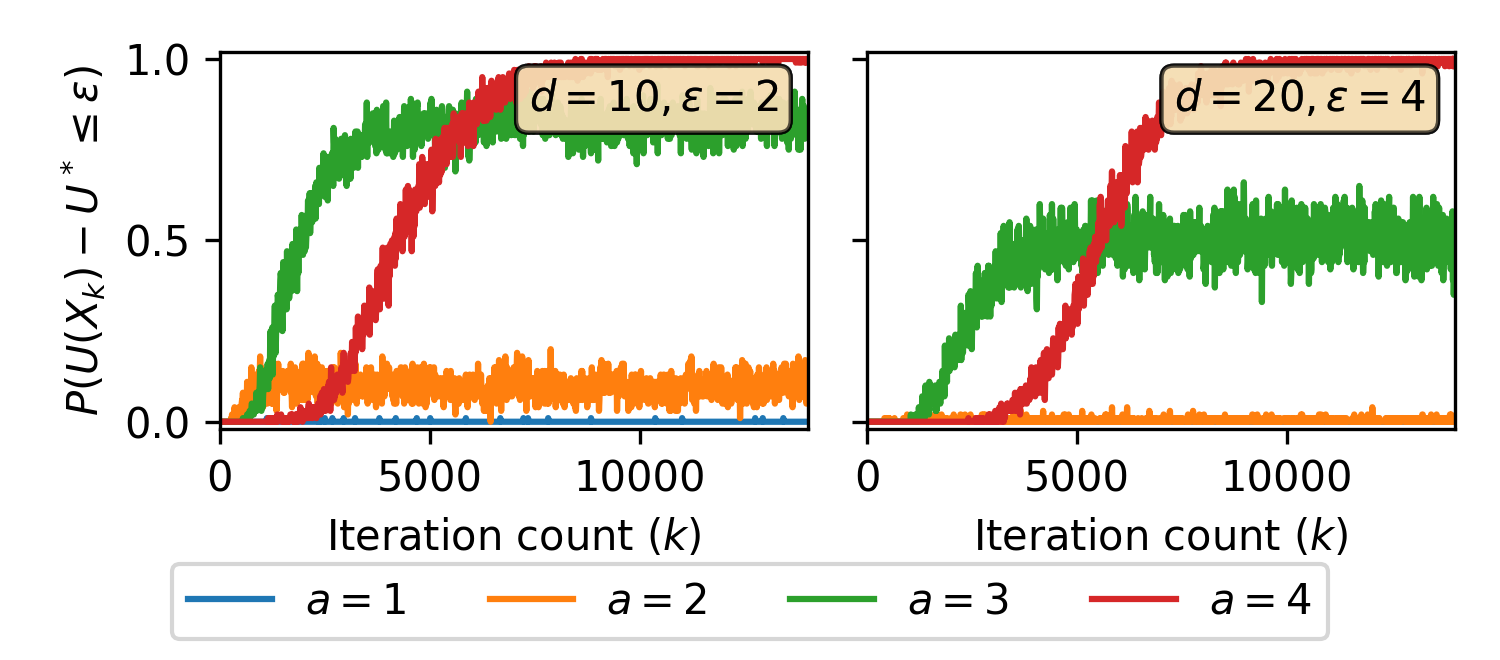 P(U(X_k) − U* ≤ ε)
1.0
0.5
0.0
d = 10, ε = 2
d = 20, ε = 4
0 5000 10000
0 5000 10000
Iteration count (k)
Iteration count (k)
a = 1 a = 2 a = 3 a = 4